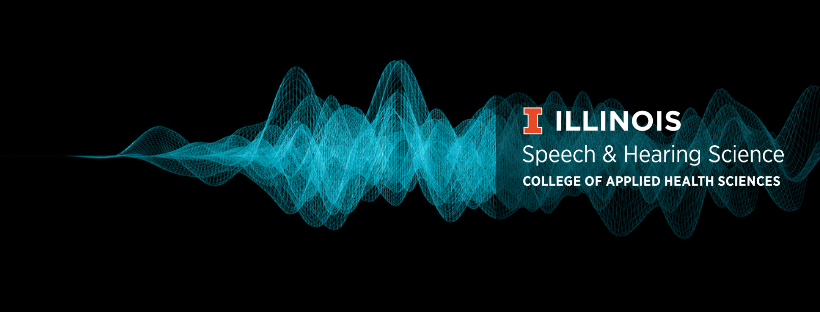 ILLINOIS
Speech & Hearing Science
COLLEGE OF APPLIED HEALTH SCIENCES